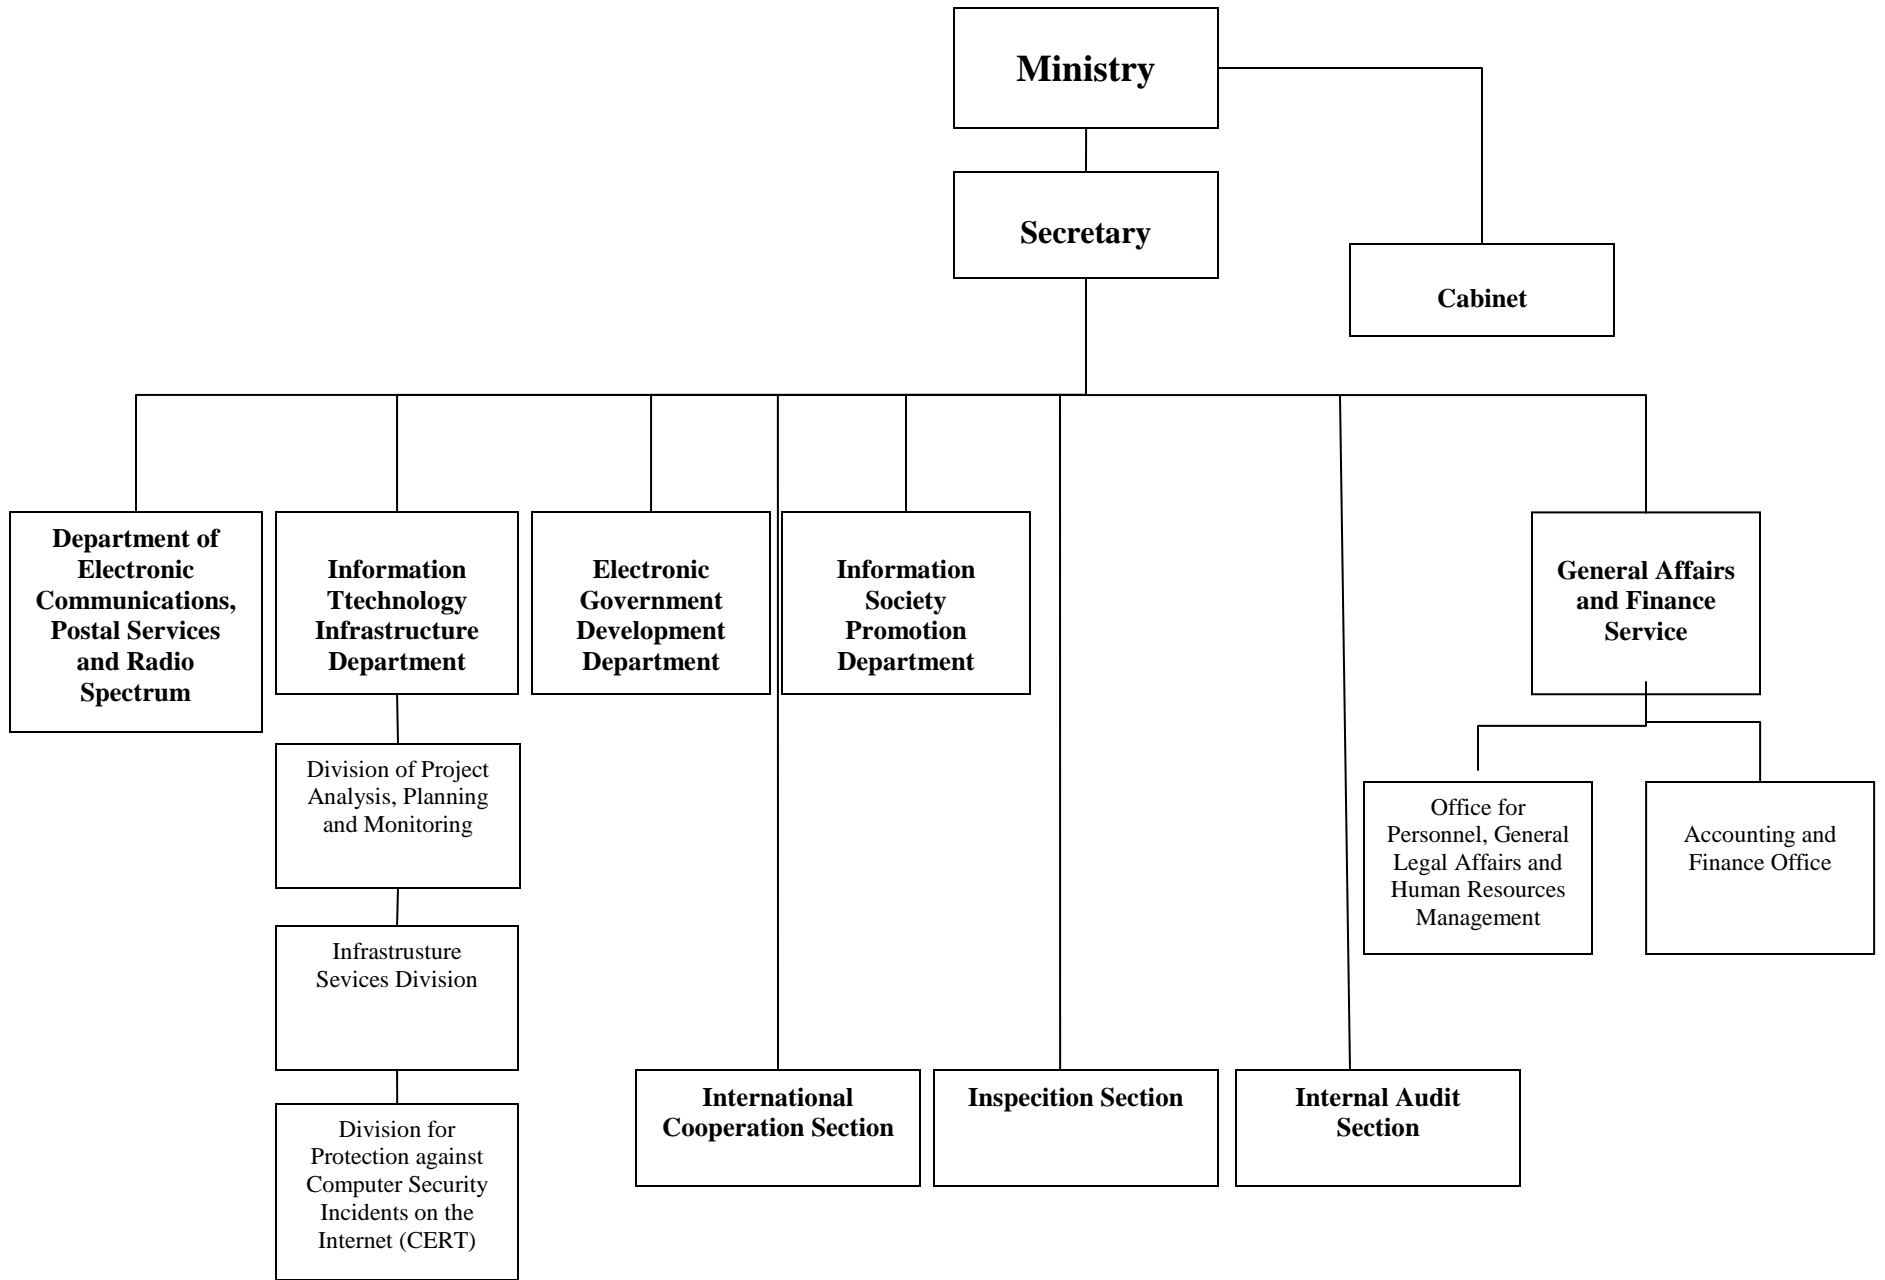 Ministry
Secretary
Cabinet
Department of
Electronic
Communications,
Postal Services
and Radio
Spectrum
Information
Ttechnology
Infrastructure
Department
Electronic
Government
Development
Department
Information
Society
Promotion
Department
General Affairs
and Finance
Service
Division of Project
Analysis, Planning
and Monitoring
Office for
Personnel, General
Legal Affairs and
Human Resources
Management
Accounting and
Finance Office
Infrastrusture
Sevices Division
International
Cooperation Section
Inspecition Section
Internal Audit
Section
Division for
Protection against
Computer Security
Incidents on the
Internet (CERT)